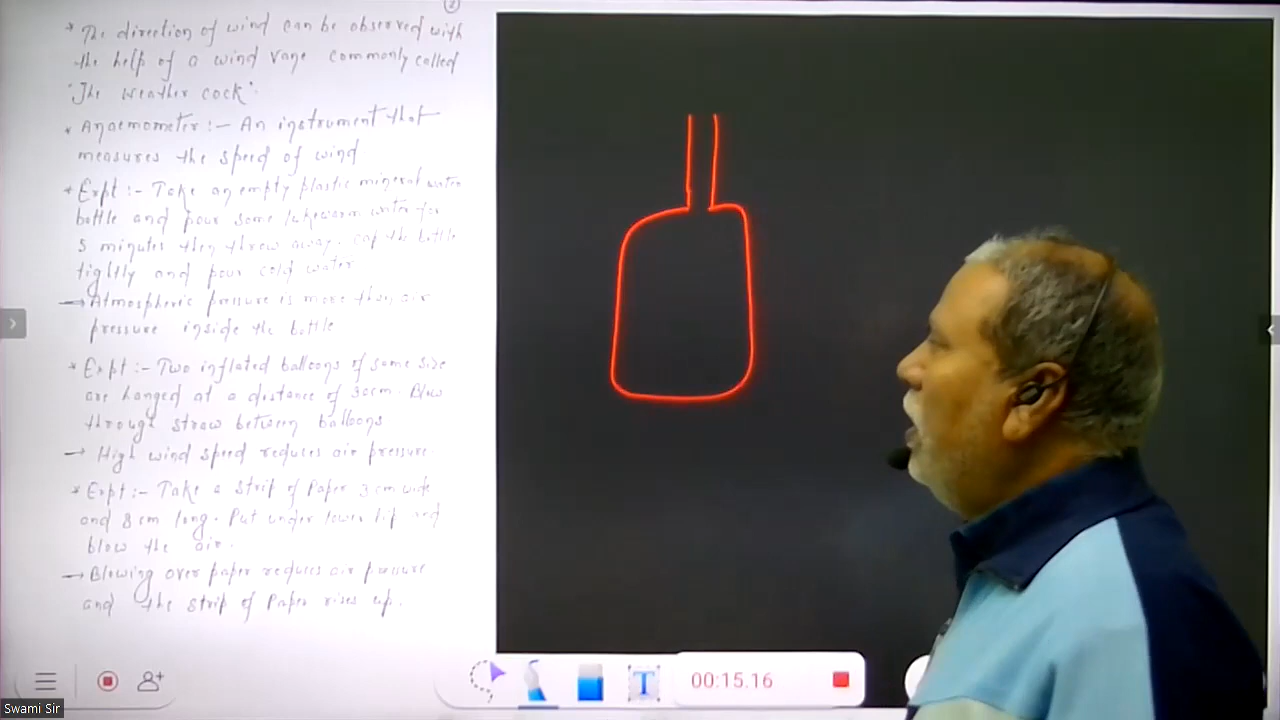 2
* The direction of wind can be observed with
the help of a wind vane commonly called
"The weather cock".
* Anaemometer :- An instrument that
measures the speed of wind
* Expt :- Take an empty plastic mineral water
bottle and pour some lukewarm water for
5 minutes then throw away. cap the bottle
tightly and pour cold water
→ Atmospheric pressure is more than air
pressure inside the bottle
* Expt :- Two inflated balloons of same size
are hanged at a distance of 30cm. Blow
through straw between balloons
→ High wind speed reduces air pressure.
* Expt :- Take a strip of Paper 3 cm wide
and 8 cm long. Put under lower lip and
blow the air.
→ Blowing over paper reduces air pressure
and the strip of Paper rises up.
T
00:15.16
Swami Sir